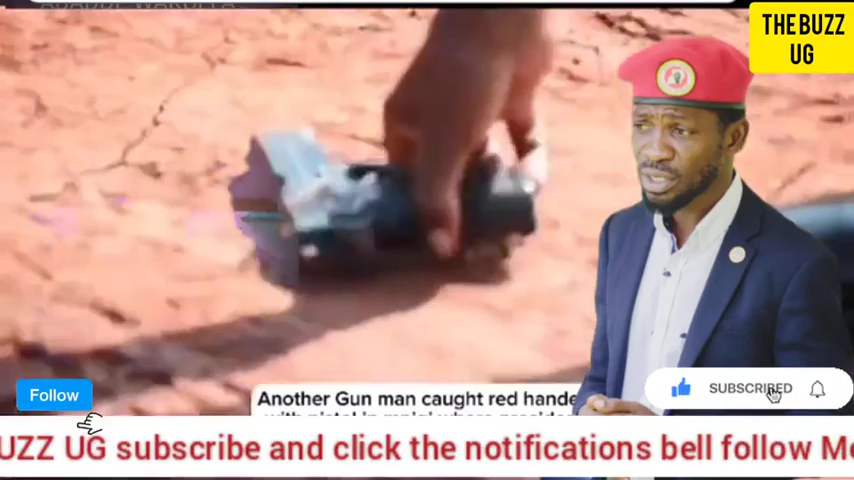 THE BUZZ
UG
Follow
Another Gun man caught red hande
SUBSCRIBED
BUZZ UG subscribe and click the notifications bell follow Me